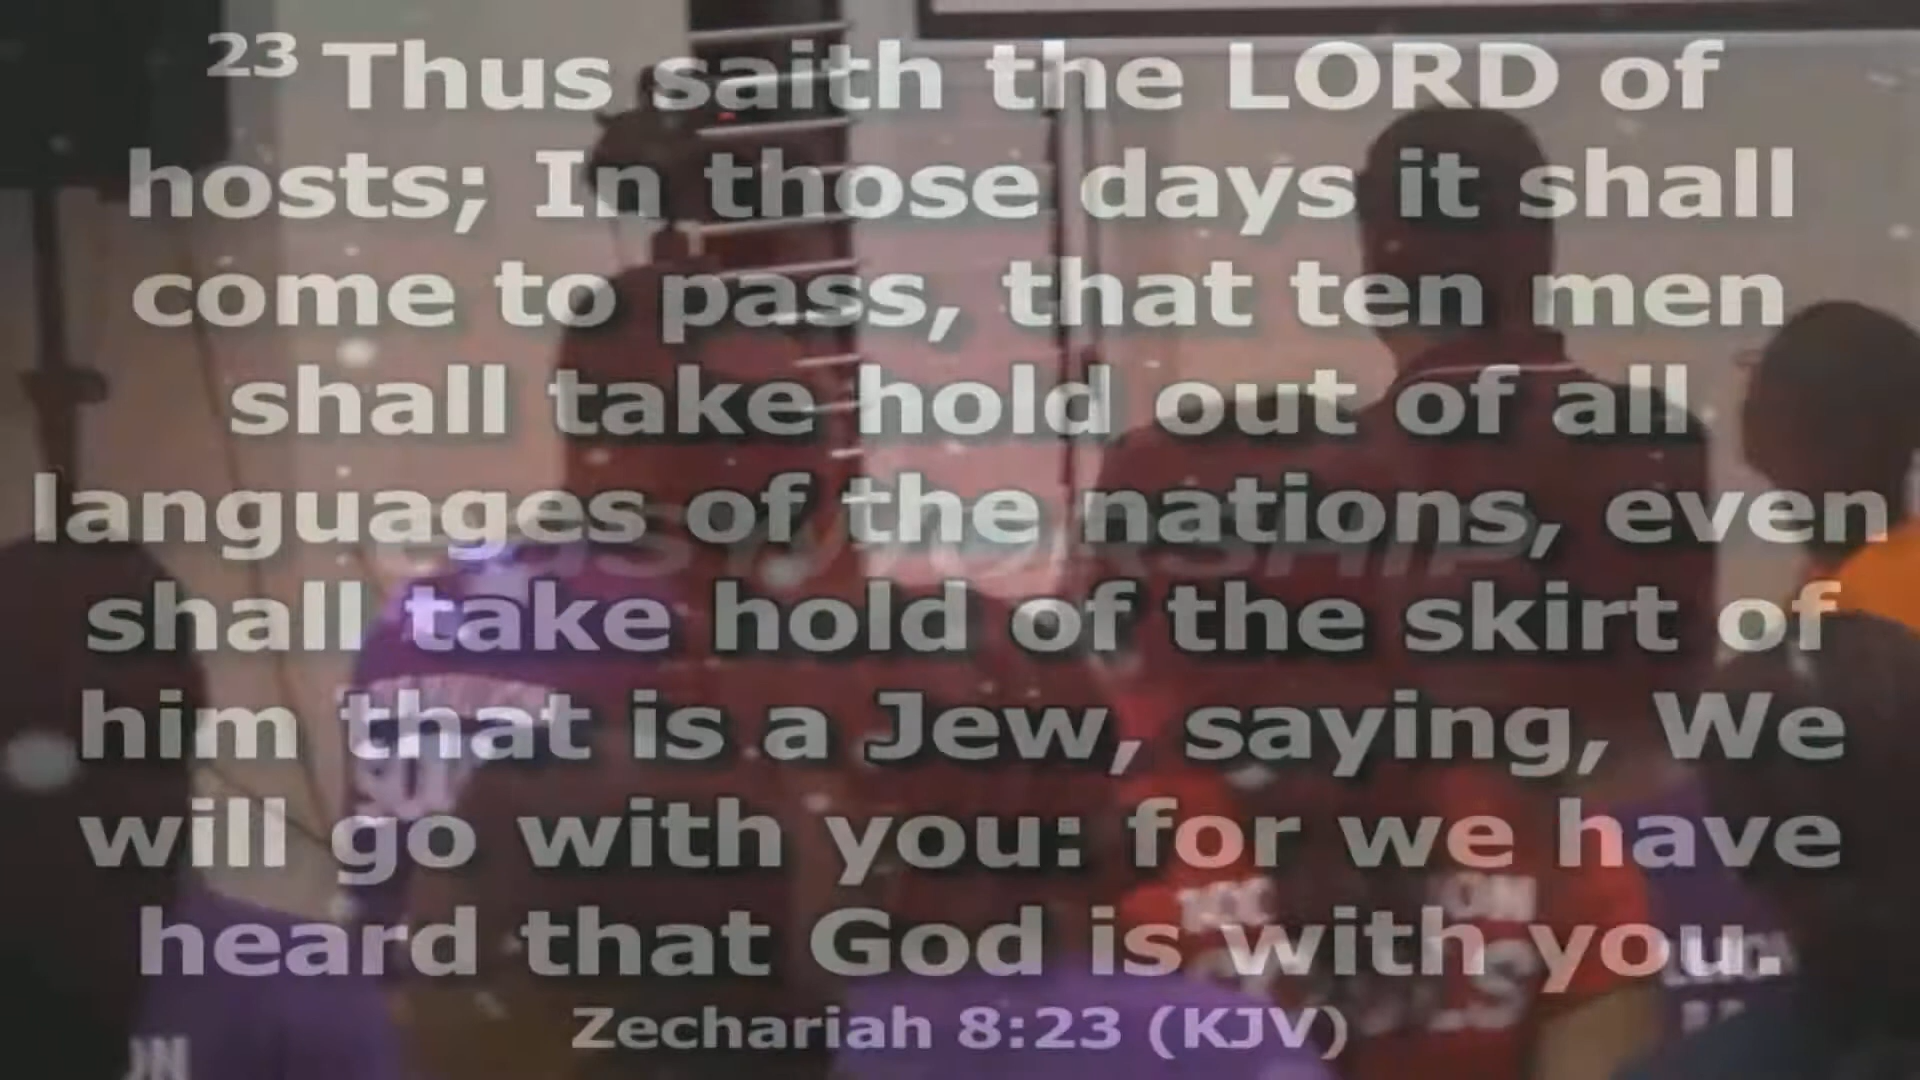 23 Thus saith the LORD of
hosts; In those days it shall
come to pass, that ten men
shall take hold out of all
languages of the nations, even
shall take hold of the skirt of
him that is a Jew, saying, We
will go with you: for we have
heard that God is with you.
Zechariah 8:23 (KJV)